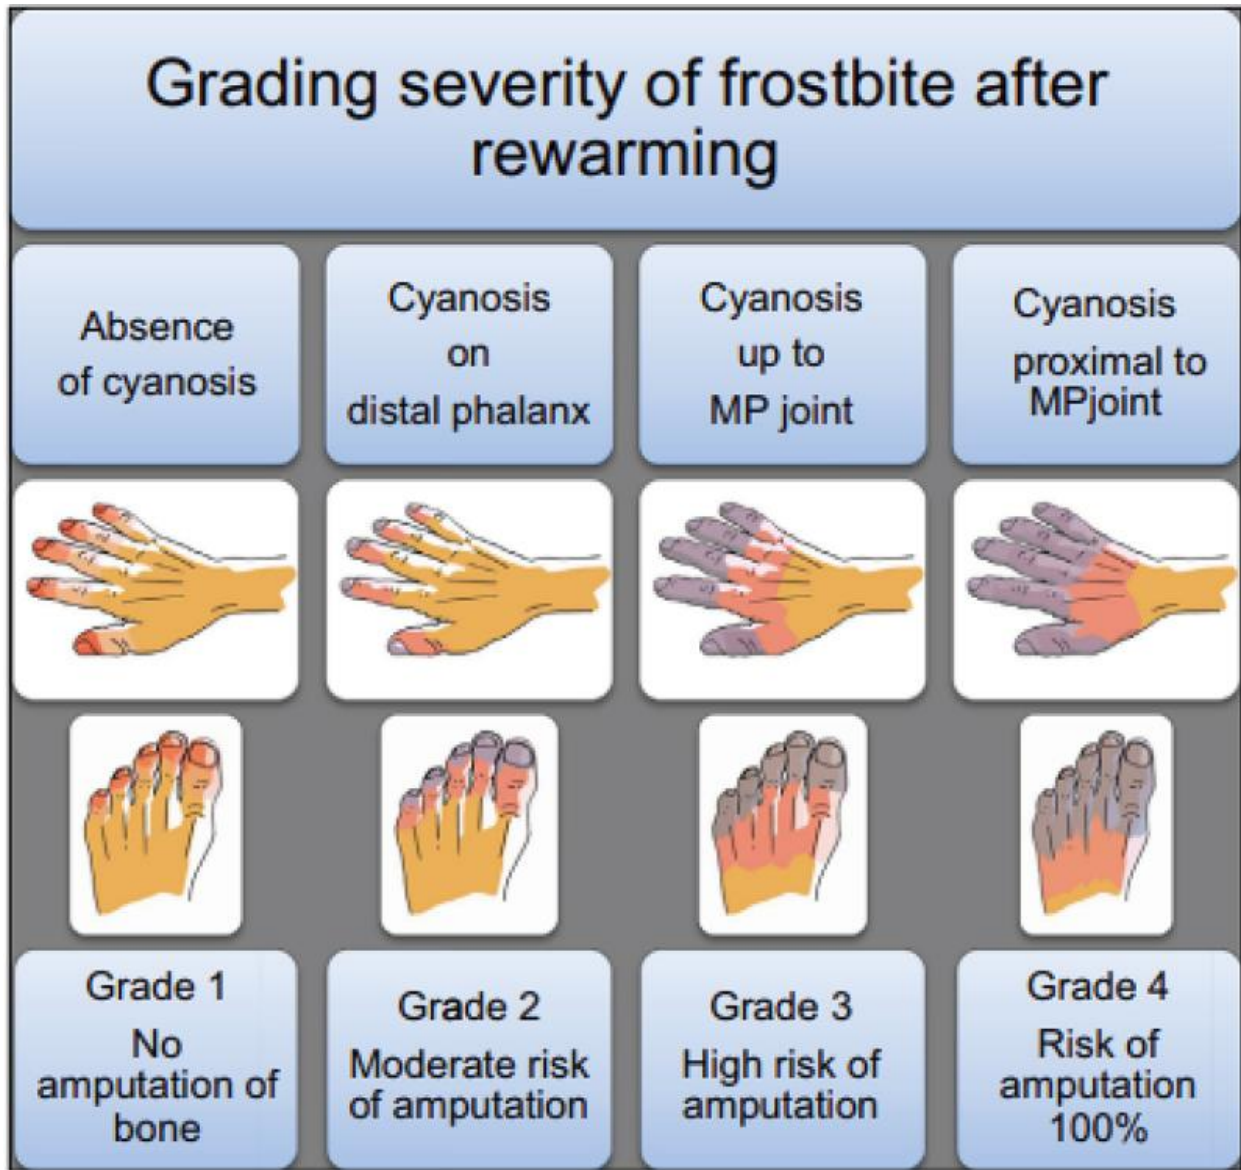 Grading severity of frostbite after
rewarming
Absence
of cyanosis
Cyanosis
on
distal phalanx
Cyanosis
up to
MP joint
Cyanosis
proximal to
MPjoint
Grade 1
No
amputation of
bone
Grade 2
Moderate risk
of amputation
Grade 3
High risk of
amputation
Grade 4
Risk of
amputation
100%